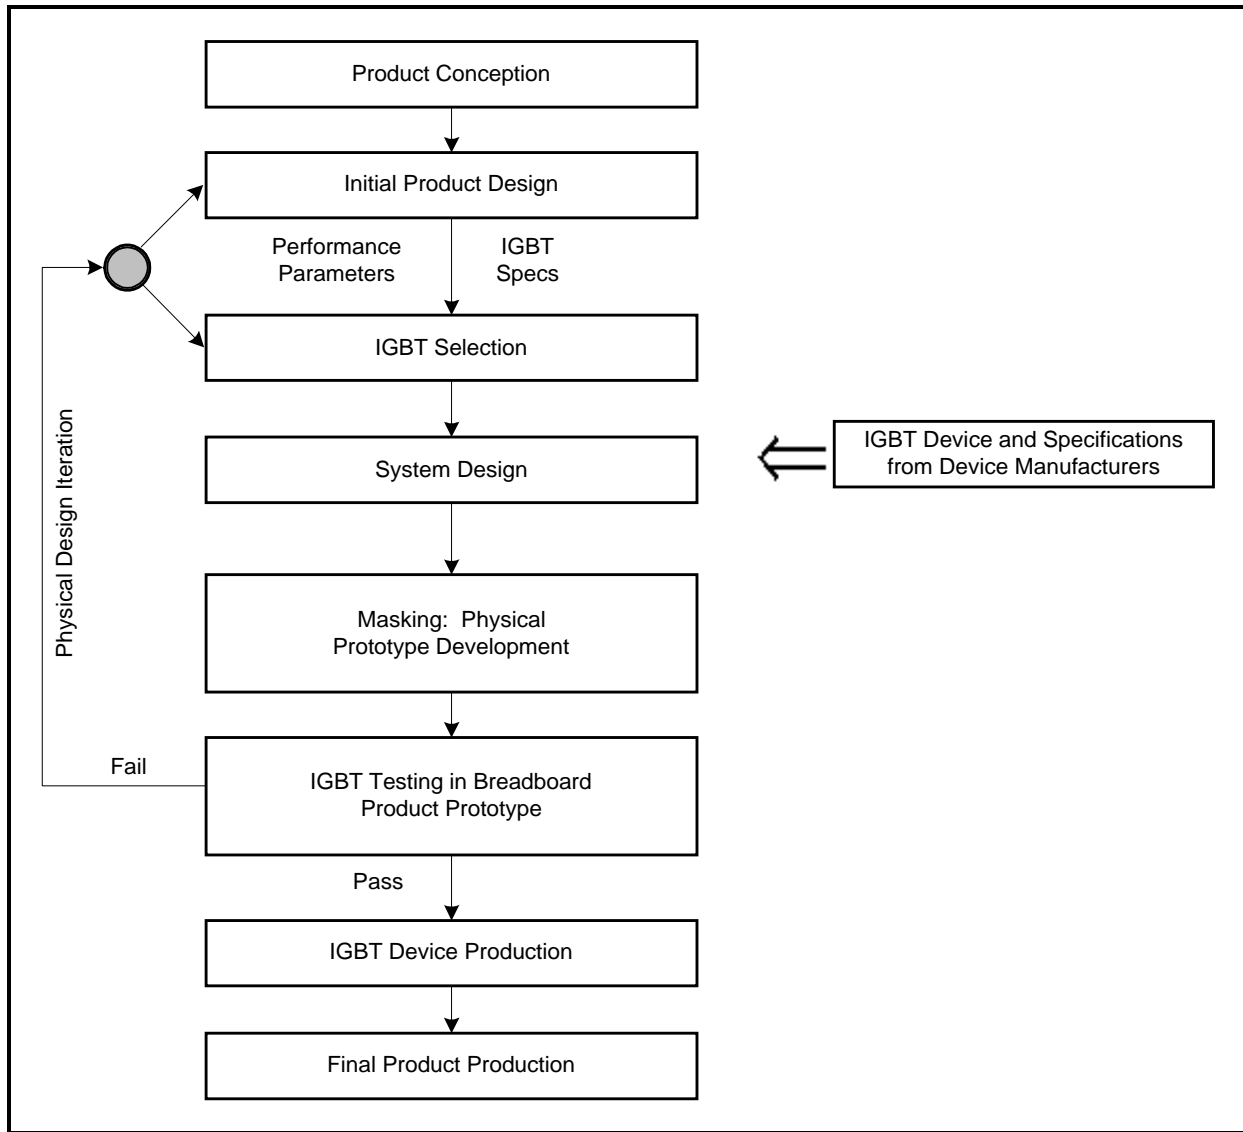 Product Conception
Initial Product Design
Performance
Parameters
IGBT
Specs
IGBT Selection
System Design
IGBT Device and Specifications
from Device Manufacturers
Physical Design Iteration
Masking:  Physical
Prototype Development
Fail
IGBT Testing in Breadboard
Product Prototype
Pass
IGBT Device Production
Final Product Production